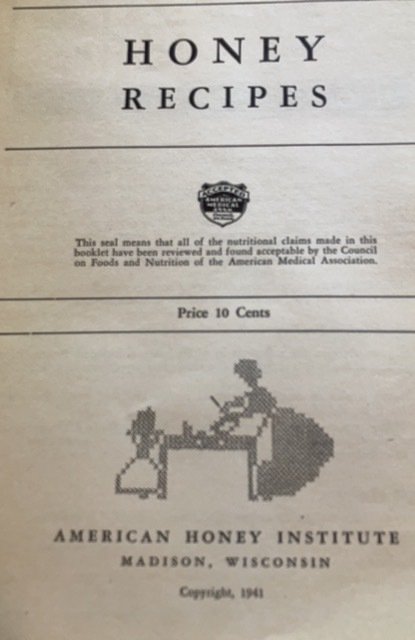 HONEY
RECIPES
ACCEPTED
AMERICAN
MEDICAL
ASSN.
This seal means that all of the nutritional claims made in this
booklet have been reviewed and found acceptable by the Council
on Foods and Nutrition of the American Medical Association.
Price 10 Cents
AMERICAN HONEY INSTITUTE
MADISON, WISCONSIN
Copyright, 1941